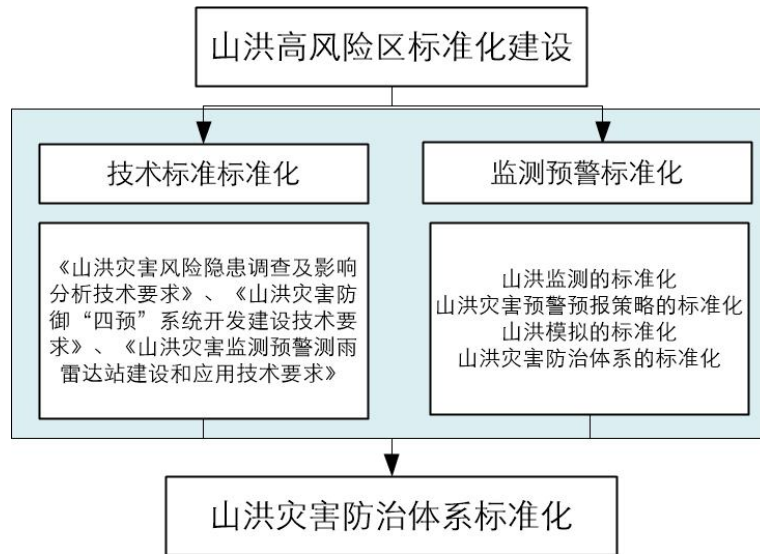 山洪高风险区标准化建设
技术标准标准化
监测预警标准化
《山洪灾害风险隐患调查及影响
分析技术要求》、《山洪灾害防
御“四预”系统开发建设技术要
求》、《山洪灾害监测预警测雨
雷达站建设和应用技术要求》
山洪监测的标准化
山洪灾害预警预报策略的标准化
山洪模拟的标准化
山洪灾害防治体系的标准化
山洪灾害防治体系标准化